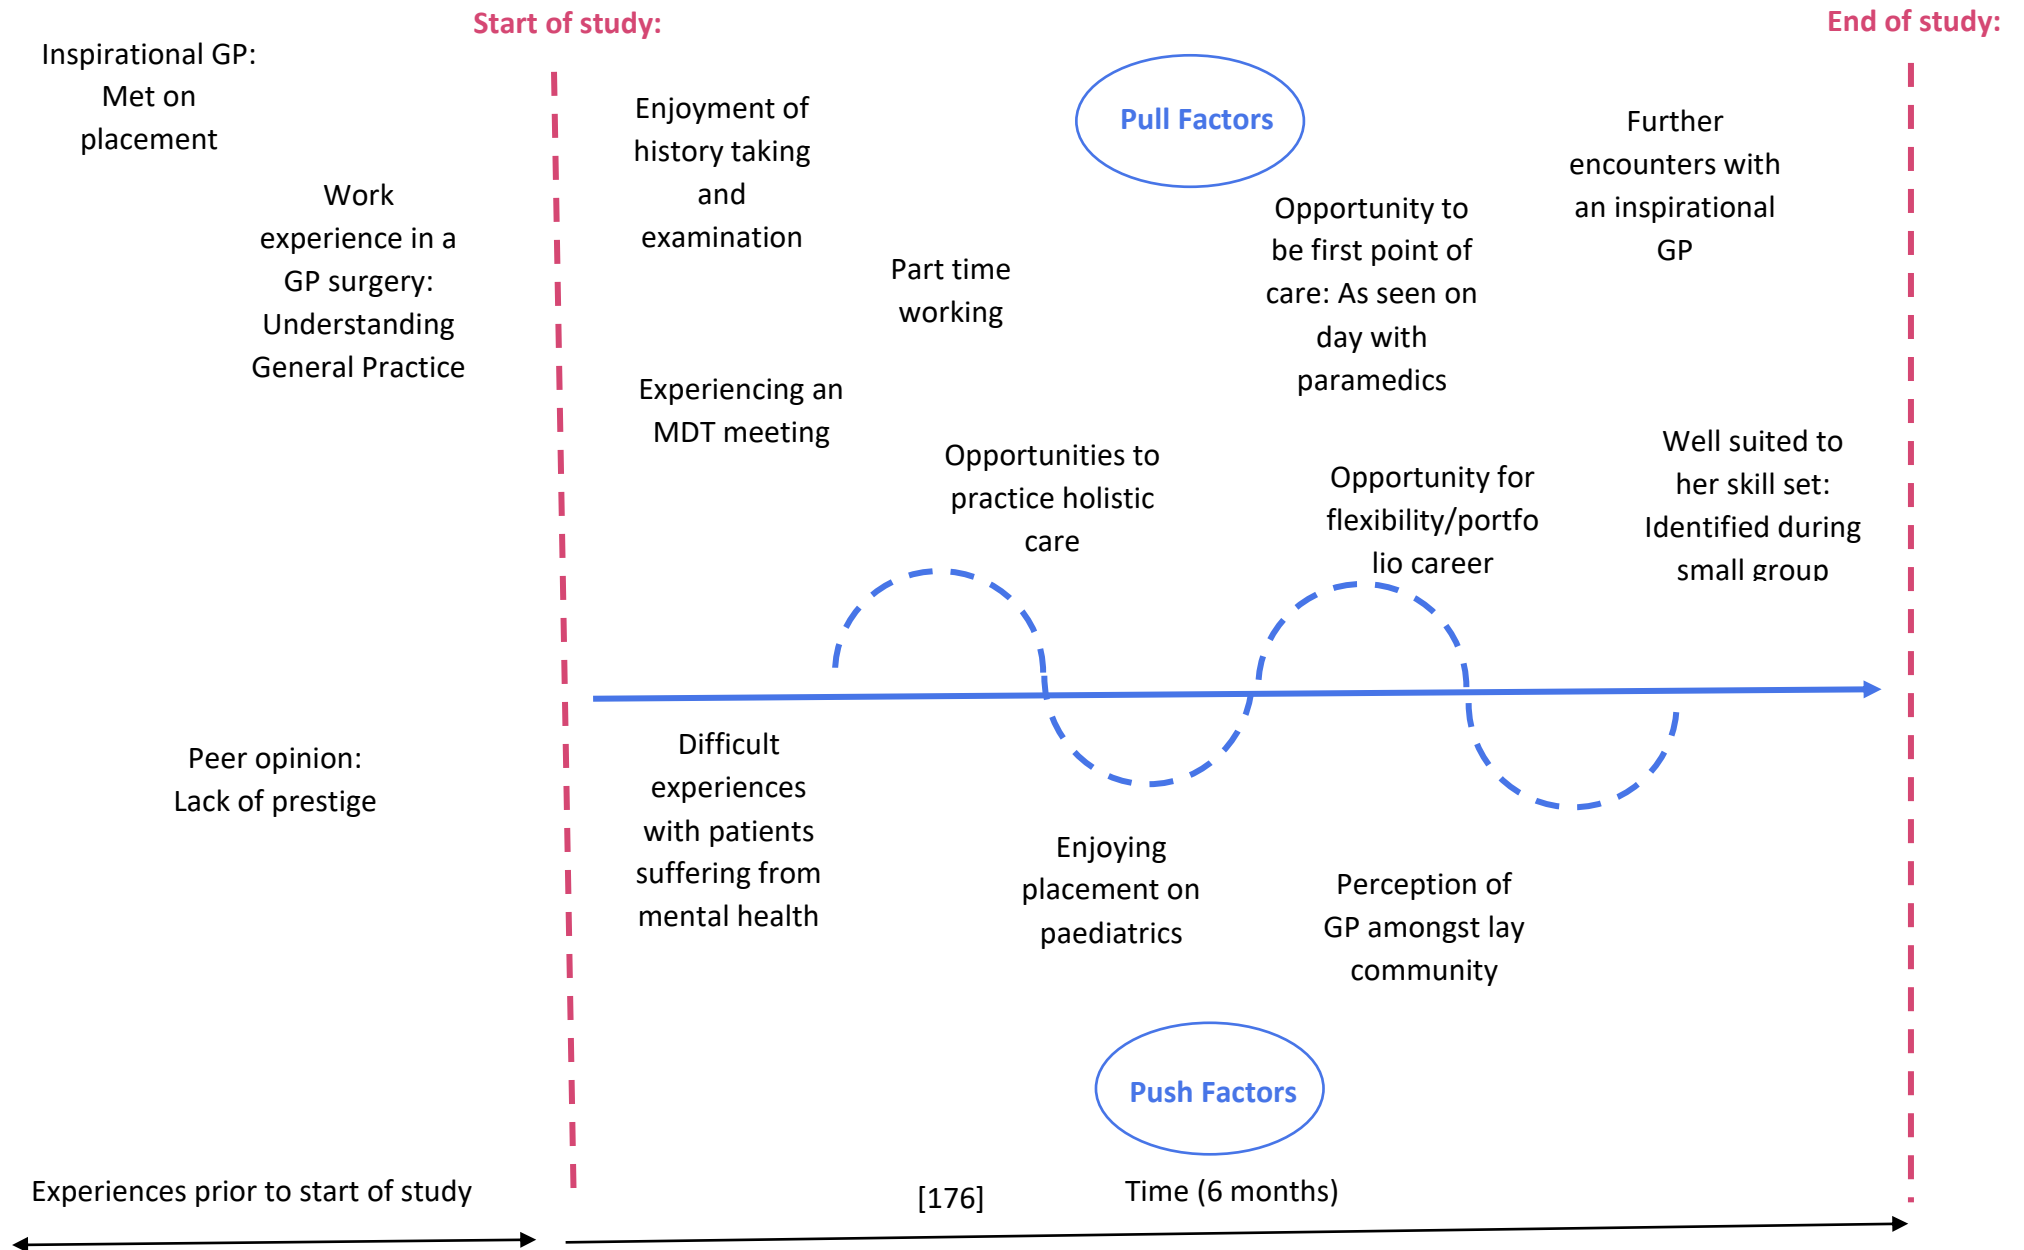 Start of study:
End of study:
Inspirational GP:
Met on
placement
Work
experience in a
GP surgery:
Understanding
General Practice
Enjoyment of
history taking
and
examination
Pull Factors
Further
encounters with
an inspirational
GP
Part time
working
Opportunity to
be first point of
care: As seen on
day with
paramedics
Experiencing an
MDT meeting
Opportunities to
practice holistic
care
Opportunity for
flexibility/portfo
lio career
Well suited to
her skill set:
Identified during
small group
Peer opinion:
Lack of prestige
Difficult
experiences
with patients
suffering from
mental health
Enjoying
placement on
paediatrics
Perception of
GP amongst lay
community
Push Factors
Experiences prior to start of study
[176]
Time (6 months)